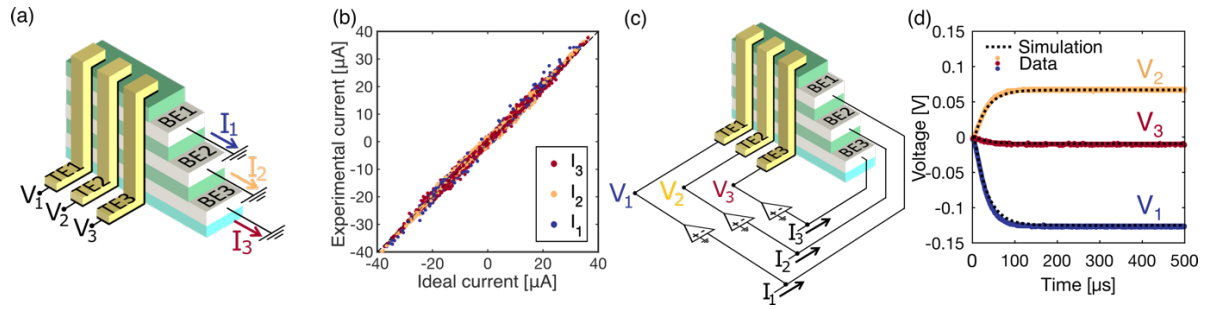 (a)
BE1
I1
BE2
I2
BE3
I3
TE1
TE2
TE3
V1
V2
V3
(b)
Experimental current [µA]
40
30
20
10
0
-10
-20
-30
-40
-40 -20 0 20 40
Ideal current [µA]
I3
I2
I1
(c)
BE1
BE2
BE3
TE1
TE2
TE3
V1 V2 V3
I3
I2
I1
(d)
Voltage [V]
0.10
0.05
0
-0.05
-0.1
-0.15
Simulation
Data
V2
V3
V1
0 100 200 300 400 500
Time [µs]